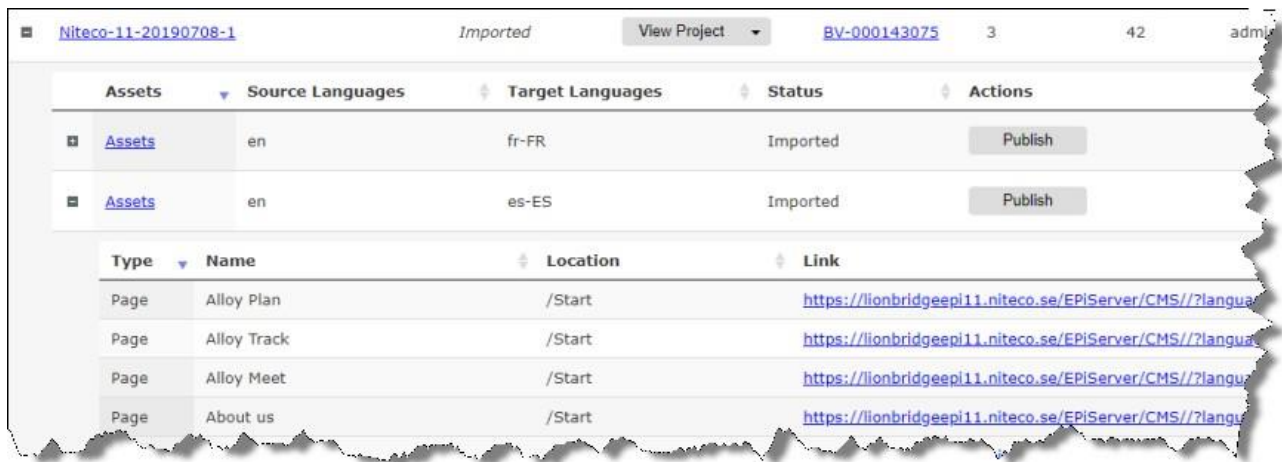 Niteco-11-20190708-1 Imported View Project BV-000143075 3 42
Assets Source Languages Target Languages Status Actions
Assets en fr-FR Imported Publish
Assets en es-ES Imported Publish
Type Name Location Link
Page Alloy Plan /Start https://lionbridgeepi11.niteco.se/EPiServer/CMS//?langua
Page Alloy Track /Start https://lionbridgeepi11.niteco.se/EPiServer/CMS//?langua
Page Alloy Meet /Start https://lionbridgeepi11.niteco.se/EPiServer/CMS//?langu
Page About us /Start https://lionbridgeepi11.niteco.se/EPiServer/CMS//?langu